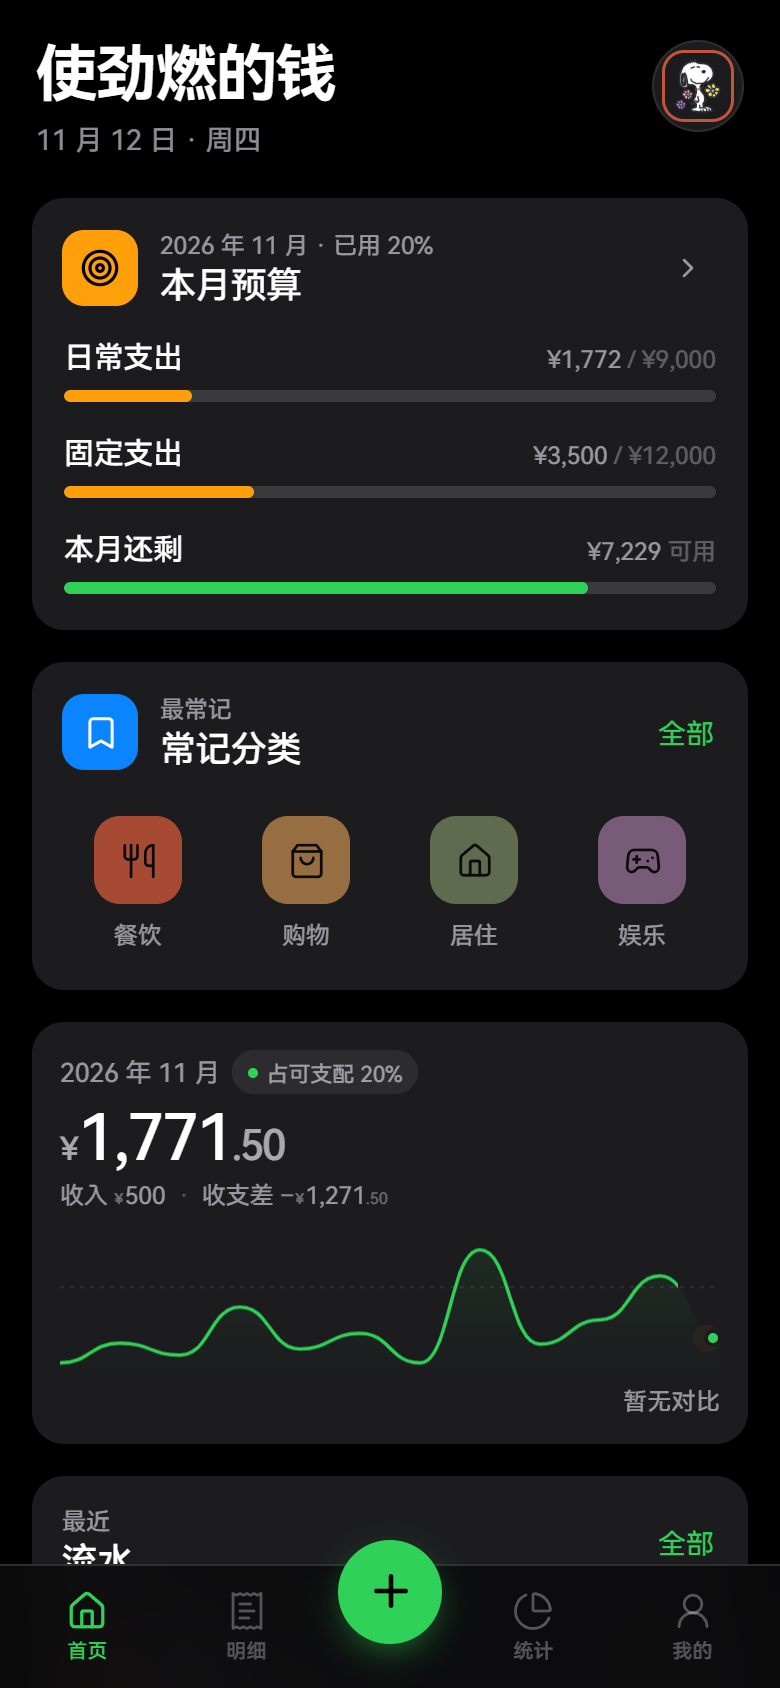 使劲燃的钱
11 月 12 日 · 周四
2026 年 11 月 · 已用 20%
本月预算
日常支出
¥1,772 / ¥9,000
固定支出
¥3,500 / ¥12,000
本月还剩
¥7,229 可用
最常记
常记分类
全部
餐饮
购物
居住
娱乐
2026 年 11 月
占可支配 20%
¥1,771.50
收入 ¥500 · 收支差 −¥1,271.50
暂无对比
最近
流水
全部
首页
明细
统计
我的